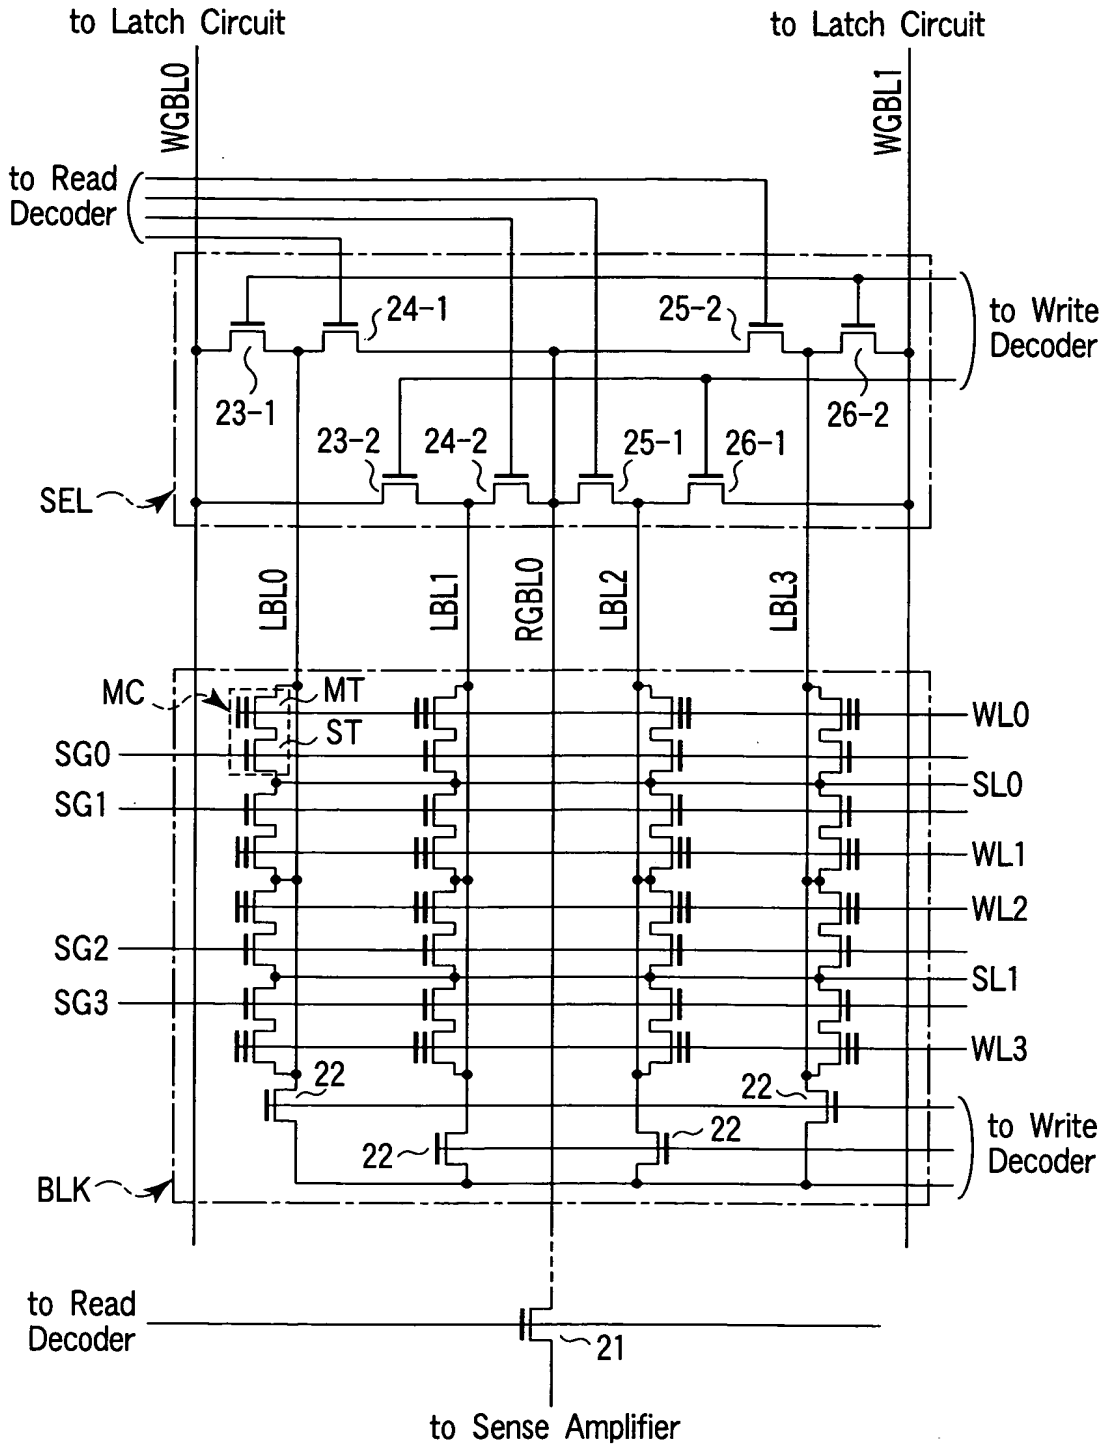 to Latch Circuit
to Latch Circuit
WGBL0
WGBL1
to Read
Decoder
24-1
25-2
to Write
Decoder
23-1
26-2
23-2
24-2
25-1
26-1
SEL
LBL0
LBL1
RGBL0
LBL2
LBL3
MC
MT
WL0
ST
SG0
SL0
SG1
WL1
WL2
SG2
SL1
SG3
WL3
22
22
22
22
to Write
Decoder
BLK
to Read
Decoder
21
to Sense Amplifier